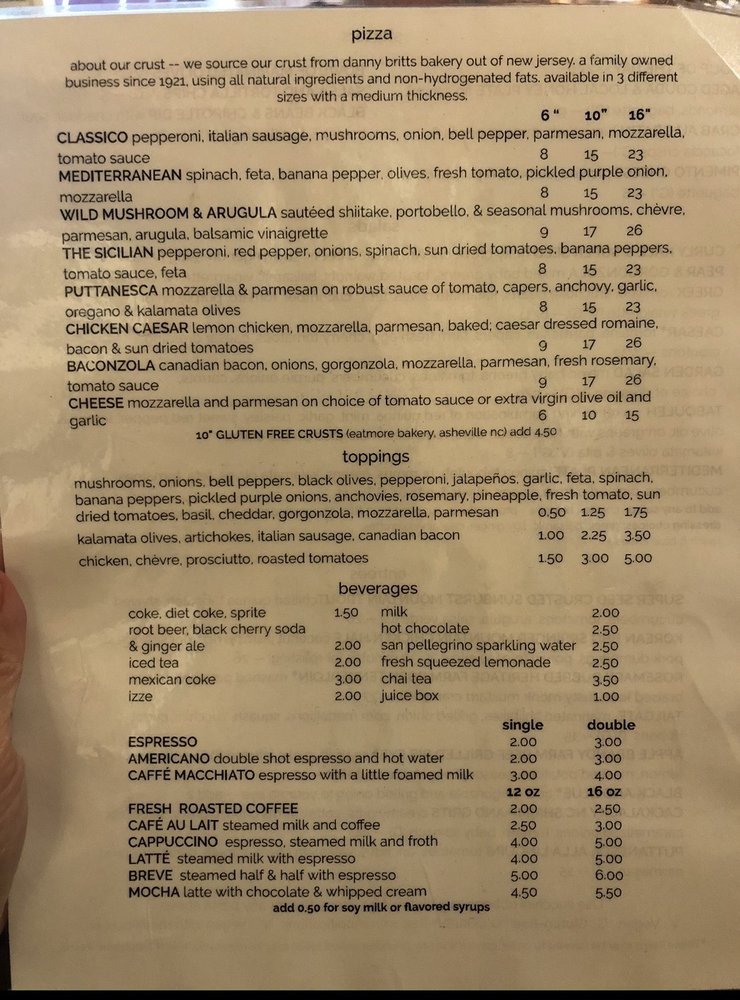 pizza
about our crust -- we source our crust from danny britts bakery out of new jersey. a family owned
business since 1921, using all natural ingredients and non-hydrogenated fats. available in 3 different
sizes with a medium thickness.
6 " 10" 16"
CLASSICO pepperoni, italian sausage, mushrooms, onion, bell pepper, parmesan, mozzarella,
tomato sauce 8 15 23
MEDITERRANEAN spinach, feta, banana pepper, olives, fresh tomato, pickled purple onion,
mozzarella 8 15 23
WILD MUSHROOM & ARUGULA sautéed shiitake, portobello, & seasonal mushrooms, chèvre,
parmesan, arugula, balsamic vinaigrette 9 17 26
THE SICILIAN pepperoni, red pepper, onions, spinach, sun dried tomatoes, banana peppers,
tomato sauce, feta 8 15 23
PUTTANESCA mozzarella & parmesan on robust sauce of tomato, capers, anchovy, garlic,
oregano & kalamata olives 8 15 23
CHICKEN CAESAR lemon chicken, mozzarella, parmesan, baked; caesar dressed romaine,
bacon & sun dried tomatoes 9 17 26
BACONZOLA canadian bacon, onions, gorgonzola, mozzarella, parmesan, fresh rosemary,
tomato sauce 9 17 26
CHEESE mozzarella and parmesan on choice of tomato sauce or extra virgin olive oil and
garlic 6 10 15
10" GLUTEN FREE CRUSTS (eatmore bakery, asheville nc) add 4.50
toppings
mushrooms, onions, bell peppers, black olives, pepperoni, jalapeños, garlic, feta, spinach,
banana peppers, pickled purple onions, anchovies, rosemary, pineapple, fresh tomato, sun
dried tomatoes, basil, cheddar, gorgonzola, mozzarella, parmesan 0.50 1.25 1.75
kalamata olives, artichokes, italian sausage, canadian bacon 1.00 2.25 3.50
chicken, chèvre, prosciutto, roasted tomatoes 1.50 3.00 5.00
beverages
coke, diet coke, sprite 1.50 milk 2.00
root beer, black cherry soda hot chocolate 2.50
& ginger ale 2.00 san pellegrino sparkling water 2.50
iced tea 2.00 fresh squeezed lemonade 2.50
mexican coke 3.00 chai tea 3.50
izze 2.00 juice box 1.00
single double
ESPRESSO 2.00 3.00
AMERICANO double shot espresso and hot water 2.00 3.00
CAFFÉ MACCHIATO espresso with a little foamed milk 3.00 4.00
12 oz 16 oz
FRESH ROASTED COFFEE 2.00 2.50
CAFÉ AU LAIT steamed milk and coffee 2.50 3.00
CAPPUCCINO espresso, steamed milk and froth 4.00 5.00
LATTÉ steamed milk with espresso 4.00 5.00
BREVE steamed half & half with espresso 5.00 6.00
MOCHA latte with chocolate & whipped cream 4.50 5.50
add 0.50 for soy milk or flavored syrups